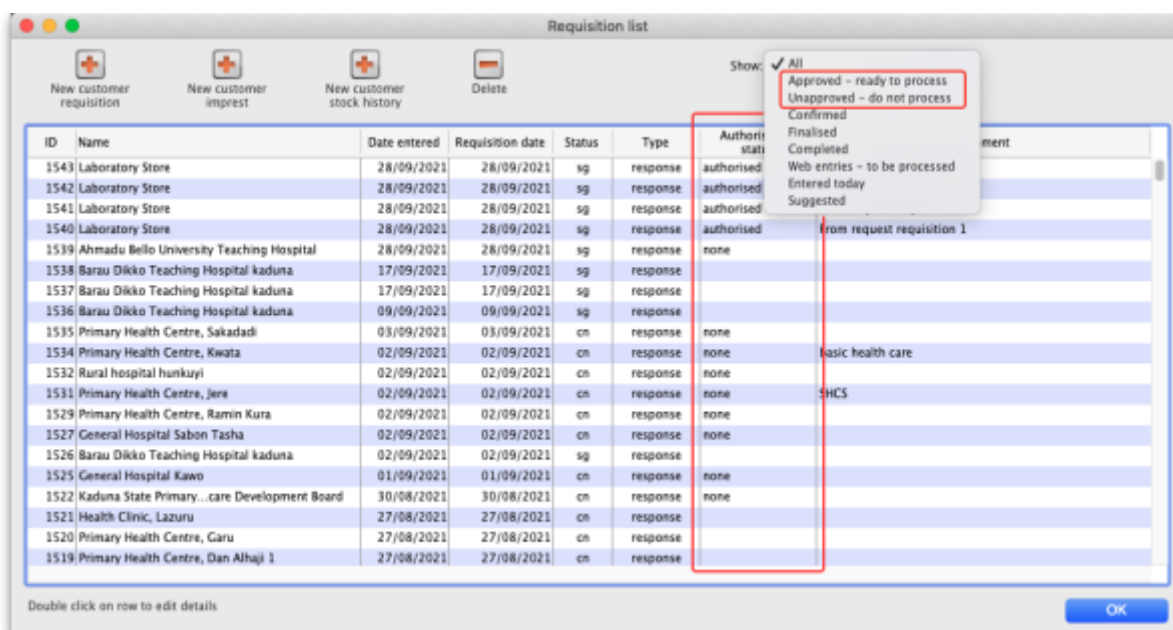 Requisition list
New customer requisition
New customer imprest
New customer stock history
Delete
Show: ✓ All
Approved – ready to process
Unapproved – do not process
Confirmed
Finalised
Completed
Web entries – to be processed
Entered today
Suggested
ID Name Date entered Requisition date Status Type
1543 Laboratory Store 28/09/2021 28/09/2021 sg response authorised
1542 Laboratory Store 28/09/2021 28/09/2021 sg response authorised
1541 Laboratory Store 28/09/2021 28/09/2021 sg response authorised
1540 Laboratory Store 28/09/2021 28/09/2021 sg response authorised From request requisition 1
1539 Ahmadu Bello University Teaching Hospital 28/09/2021 28/09/2021 sg response none
1538 Barau Dikko Teaching Hospital kaduna 17/09/2021 17/09/2021 sg response
1537 Barau Dikko Teaching Hospital kaduna 17/09/2021 17/09/2021 sg response
1536 Barau Dikko Teaching Hospital kaduna 09/09/2021 09/09/2021 sg response
1535 Primary Health Centre, Sakadadi 03/09/2021 03/09/2021 cn response none
1534 Primary Health Centre, Kwata 02/09/2021 02/09/2021 cn response none basic health care
1532 Rural hospital hunkuyi 02/09/2021 02/09/2021 cn response none
1531 Primary Health Centre, Jere 02/09/2021 02/09/2021 cn response none SHCS
1529 Primary Health Centre, Ramin Kura 02/09/2021 02/09/2021 cn response none
1527 General Hospital Sabon Tasha 02/09/2021 02/09/2021 cn response none
1526 Barau Dikko Teaching Hospital kaduna 02/09/2021 02/09/2021 sg response
1525 General Hospital Kawo 01/09/2021 01/09/2021 cn response none
1522 Kaduna State Primary...care Development Board 30/08/2021 30/08/2021 cn response none
1521 Health Clinic, Lazuru 27/08/2021 27/08/2021 cn response
1520 Primary Health Centre, Garu 27/08/2021 27/08/2021 cn response
1519 Primary Health Centre, Dan Alhaji 1 27/08/2021 27/08/2021 cn response
Double click on row to edit details
OK